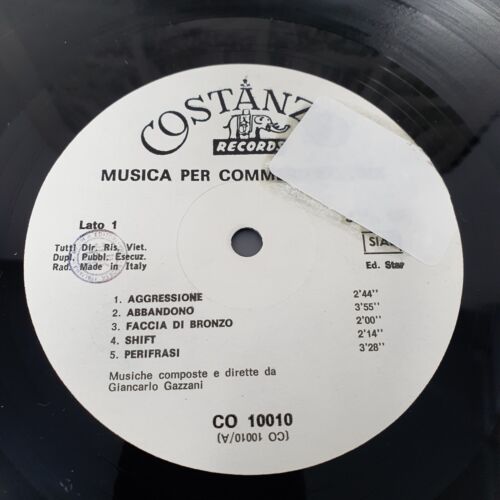 COSTANZ
RECORDS
MUSICA PER COMM
Lato 1
Tutti Dir. Ris. Viet.
Dupl. Pubbl. Esecuz.
Rad. Made in Italy
SIA
Ed. Star
1. AGGRESSIONE 2'44''
2. ABBANDONO 3'55''
3. FACCIA DI BRONZO 2'00''
4. SHIFT 2'14''
5. PERIFRASI 3'28''
Musiche composte e dirette da
Giancarlo Gazzani
CO 10010
(CO 10010/A)